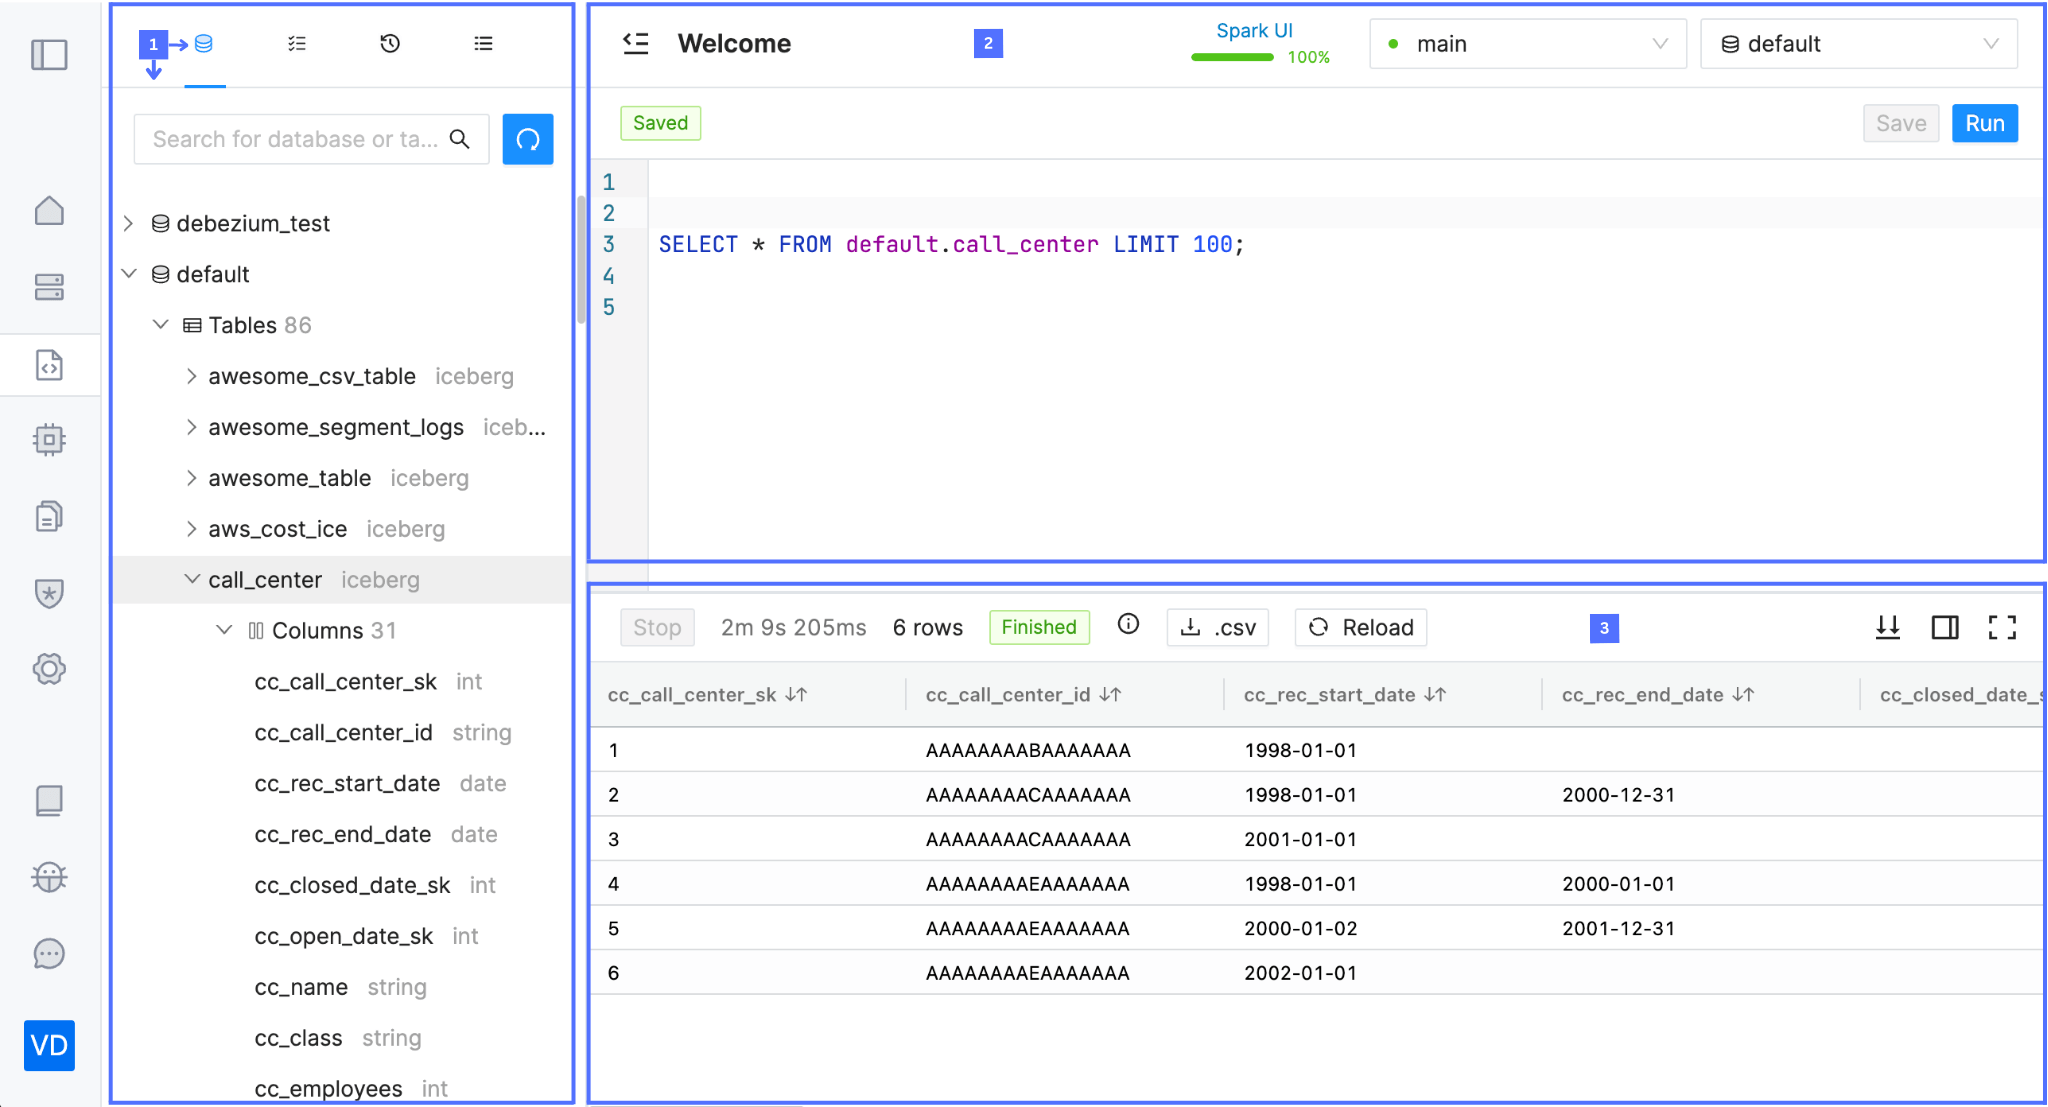 1
Search for database or ta...
debezium_test
default
Tables 86
awesome_csv_table iceberg
awesome_segment_logs iceb...
awesome_table iceberg
aws_cost_ice iceberg
call_center iceberg
Columns 31
cc_call_center_sk int
cc_call_center_id string
cc_rec_start_date date
cc_rec_end_date date
cc_closed_date_sk int
cc_open_date_sk int
cc_name string
cc_class string
cc_employees int
VD
Welcome 2 Spark UI 100% main default
Saved Save Run
1
2
3 SELECT * FROM default.call_center LIMIT 100;
4
5
Stop 2m 9s 205ms 6 rows Finished .csv Reload 3
cc_call_center_sk cc_call_center_id cc_rec_start_date cc_rec_end_date cc_closed_date_s
1 AAAAAAAABAAAAAAA 1998-01-01
2 AAAAAAAACAAAAAAA 1998-01-01 2000-12-31
3 AAAAAAAACAAAAAAA 2001-01-01
4 AAAAAAAAEAAAAAAA 1998-01-01 2000-01-01
5 AAAAAAAAEAAAAAAA 2000-01-02 2001-12-31
6 AAAAAAAAEAAAAAAA 2002-01-01